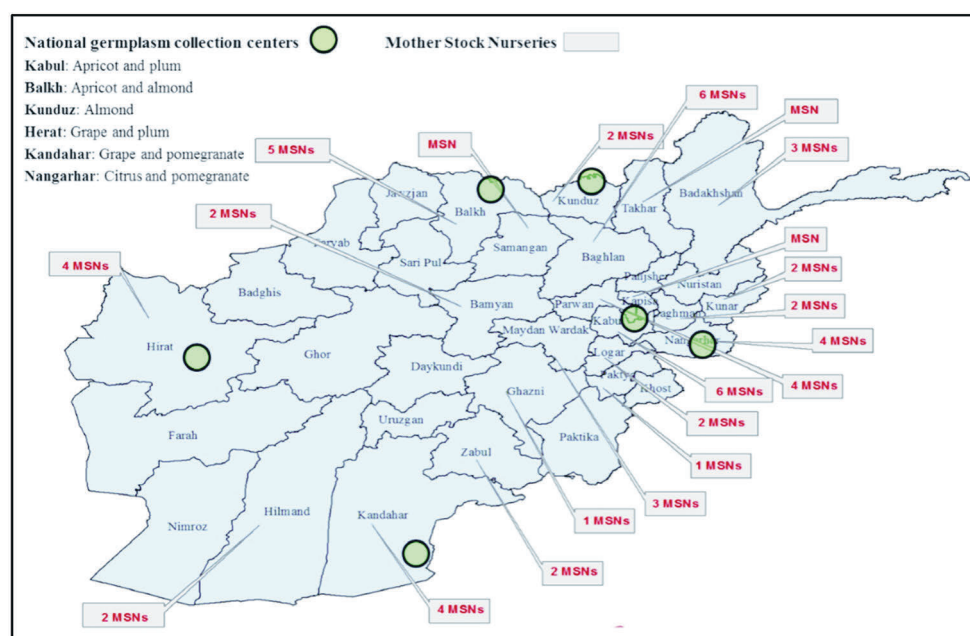 National germplasm collection centers
Mother Stock Nurseries
Kabul: Apricot and plum
Balkh: Apricot and almond
Kunduz: Almond
Herat: Grape and plum
Kandahar: Grape and pomegranate
Nangarhar: Citrus and pomegranate
6 MSNs
MSN
2 MSNs
MSN
5 MSNs
3 MSNs
2 MSNs
4 MSNs
MSN
2 MSNs
2 MSNs
4 MSNs
4 MSNs
6 MSNs
2 MSNs
1 MSNs
3 MSNs
1 MSNs
2 MSNs
4 MSNs
2 MSNs
Balkh
Kunduz
Takhar
Badakhshan
Samangan
Sari Pul
Baghlan
Badghis
Bamyan
Parwan
Nuristan
Kunar
Maydan Wardak
Hirat
Ghor
Daykundi
Logar
Ghazni
Khost
Farah
Uruzgan
Zabul
Paktika
Nimroz
Hilmand
Kandahar